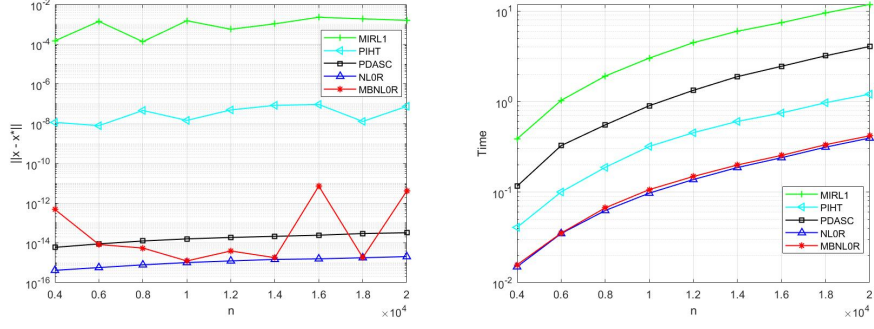 ||x - x*||
10^-2
10^-4
10^-6
10^-8
10^-10
10^-12
10^-14
10^-16
0.4 0.6 0.8 1 1.2 1.4 1.6 1.8 2
n
×10^4
MIRL1
PIHT
PDASC
NL0R
MBNL0R
Time
10^1
10^0
10^-1
10^-2
0.4 0.6 0.8 1 1.2 1.4 1.6 1.8 2
n
×10^4
MIRL1
PIHT
PDASC
NL0R
MBNL0R